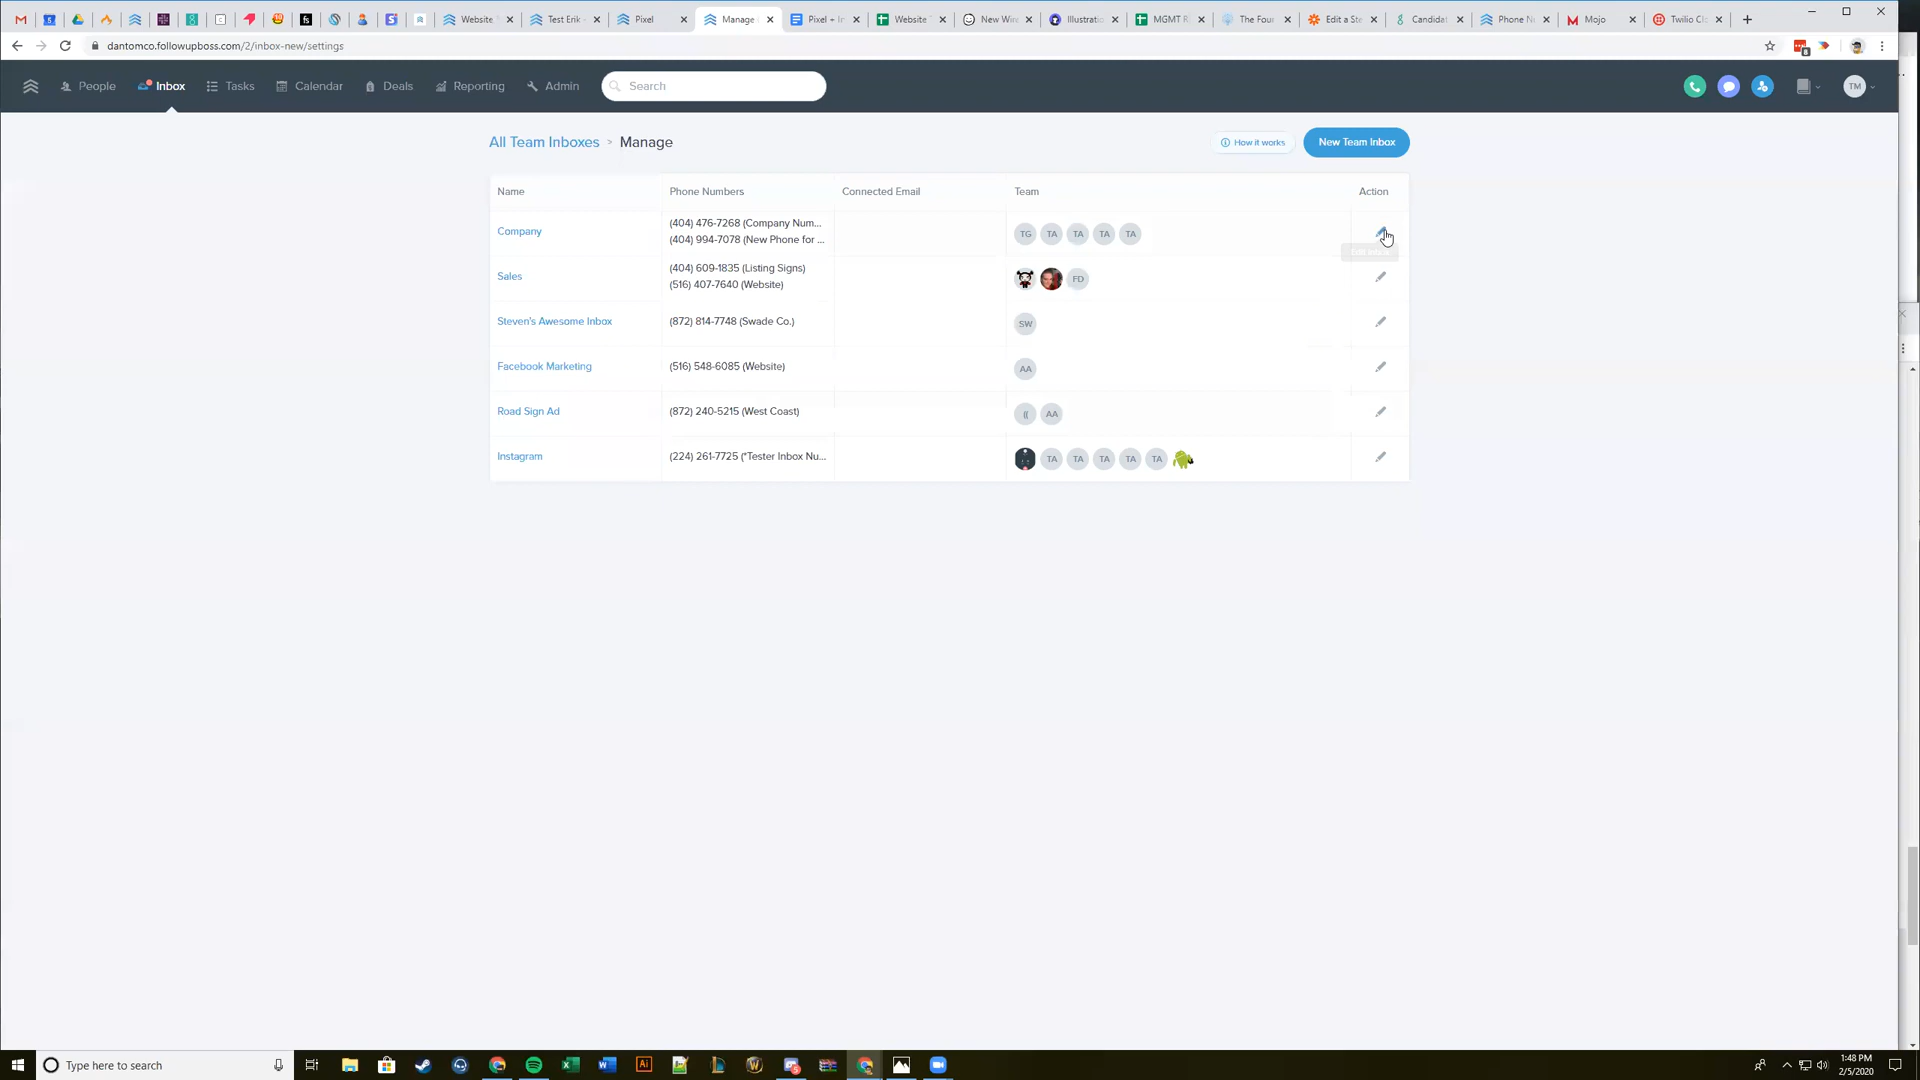 Website
Test Erik
Pixel
Manage
Pixel + In
Website T
New Wire
Illustratio
MGMT R
The Four
Edit a Ste
Candidat
Phone Nu
Mojo
Twilio Clo
dantomco.followupboss.com/2/inbox-new/settings
People
Inbox
Tasks
Calendar
Deals
Reporting
Admin
Search
TM
All Team Inboxes > Manage
How it works
New Team Inbox
Name
Phone Numbers
Connected Email
Team
Action
Company
(404) 476-7268 (Company Num...
(404) 994-7078 (New Phone for ...
TG TA TA TA TA
Sales
(404) 609-1835 (Listing Signs)
(516) 407-7640 (Website)
FD
Steven's Awesome Inbox
(872) 814-7748 (Swade Co.)
SW
Facebook Marketing
(516) 548-6085 (Website)
AA
Road Sign Ad
(872) 240-5215 (West Coast)
(( AA
Instagram
(224) 261-7725 (*Tester Inbox Nu...
TA TA TA TA TA
Type here to search
1:48 PM
2/5/2020